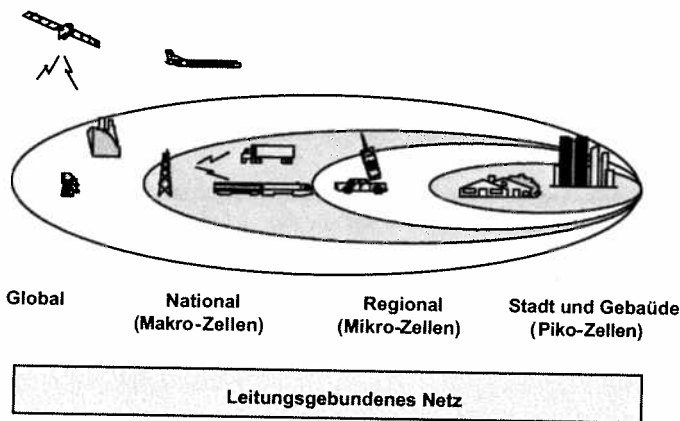 Global
National
(Makro-Zellen)
Regional
(Mikro-Zellen)
Stadt und Gebaüde
(Piko-Zellen)
Leitungsgebundenes Netz